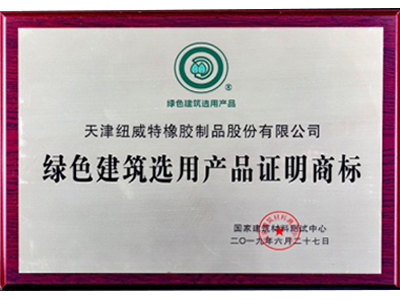 绿色建筑选用产品
®
天津纽威特橡胶制品股份有限公司
绿色建筑选用产品证明商标
国家建筑材料测试中心
二〇一九年六月二十七日